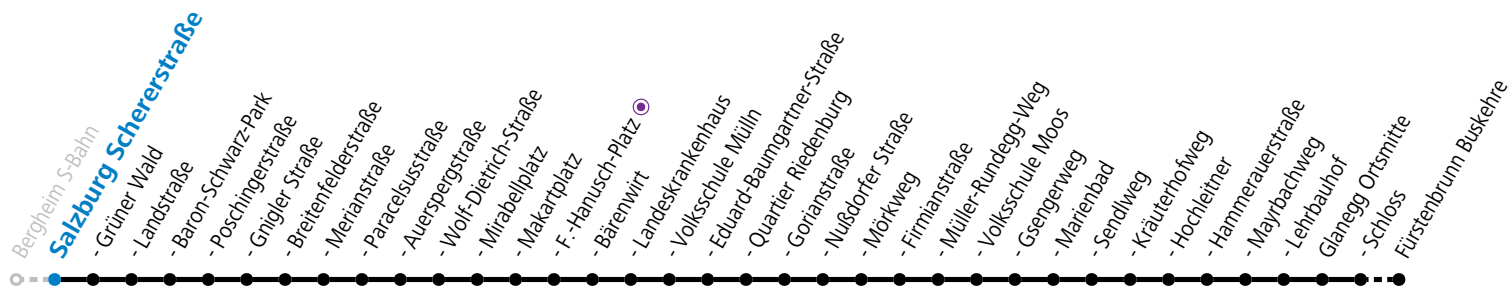 Bergheim S-Bahn
Salzburg Schererstraße
- Grüner Wald
- Landstraße
- Baron-Schwarz-Park
- Poschingerstraße
- Gnigler Straße
- Breitenfelderstraße
- Merianstraße
- Paracelsusstraße
- Auerspergstraße
- Wolf-Dietrich-Straße
- Mirabellplatz
- Makartplatz
- F.-Hanusch-Platz
- Bärenwirt
- Landeskrankenhaus
- Volksschule Mülln
- Eduard-Baumgartner-Straße
- Quartier Riedenburg
- Gorianstraße
- Nußdorfer Straße
- Mörkweg
- Firmianstraße
- Müller-Rundegg-Weg
- Volksschule Moos
- Gsengerweg
- Marienbad
- Sendlweg
- Kräuterhofweg
- Hochleitner
- Hammerauerstraße
- Mayrbachweg
- Lehrbauhof
Glanegg Ortsmitte
- Schloss
Fürstenbrunn Buskehre